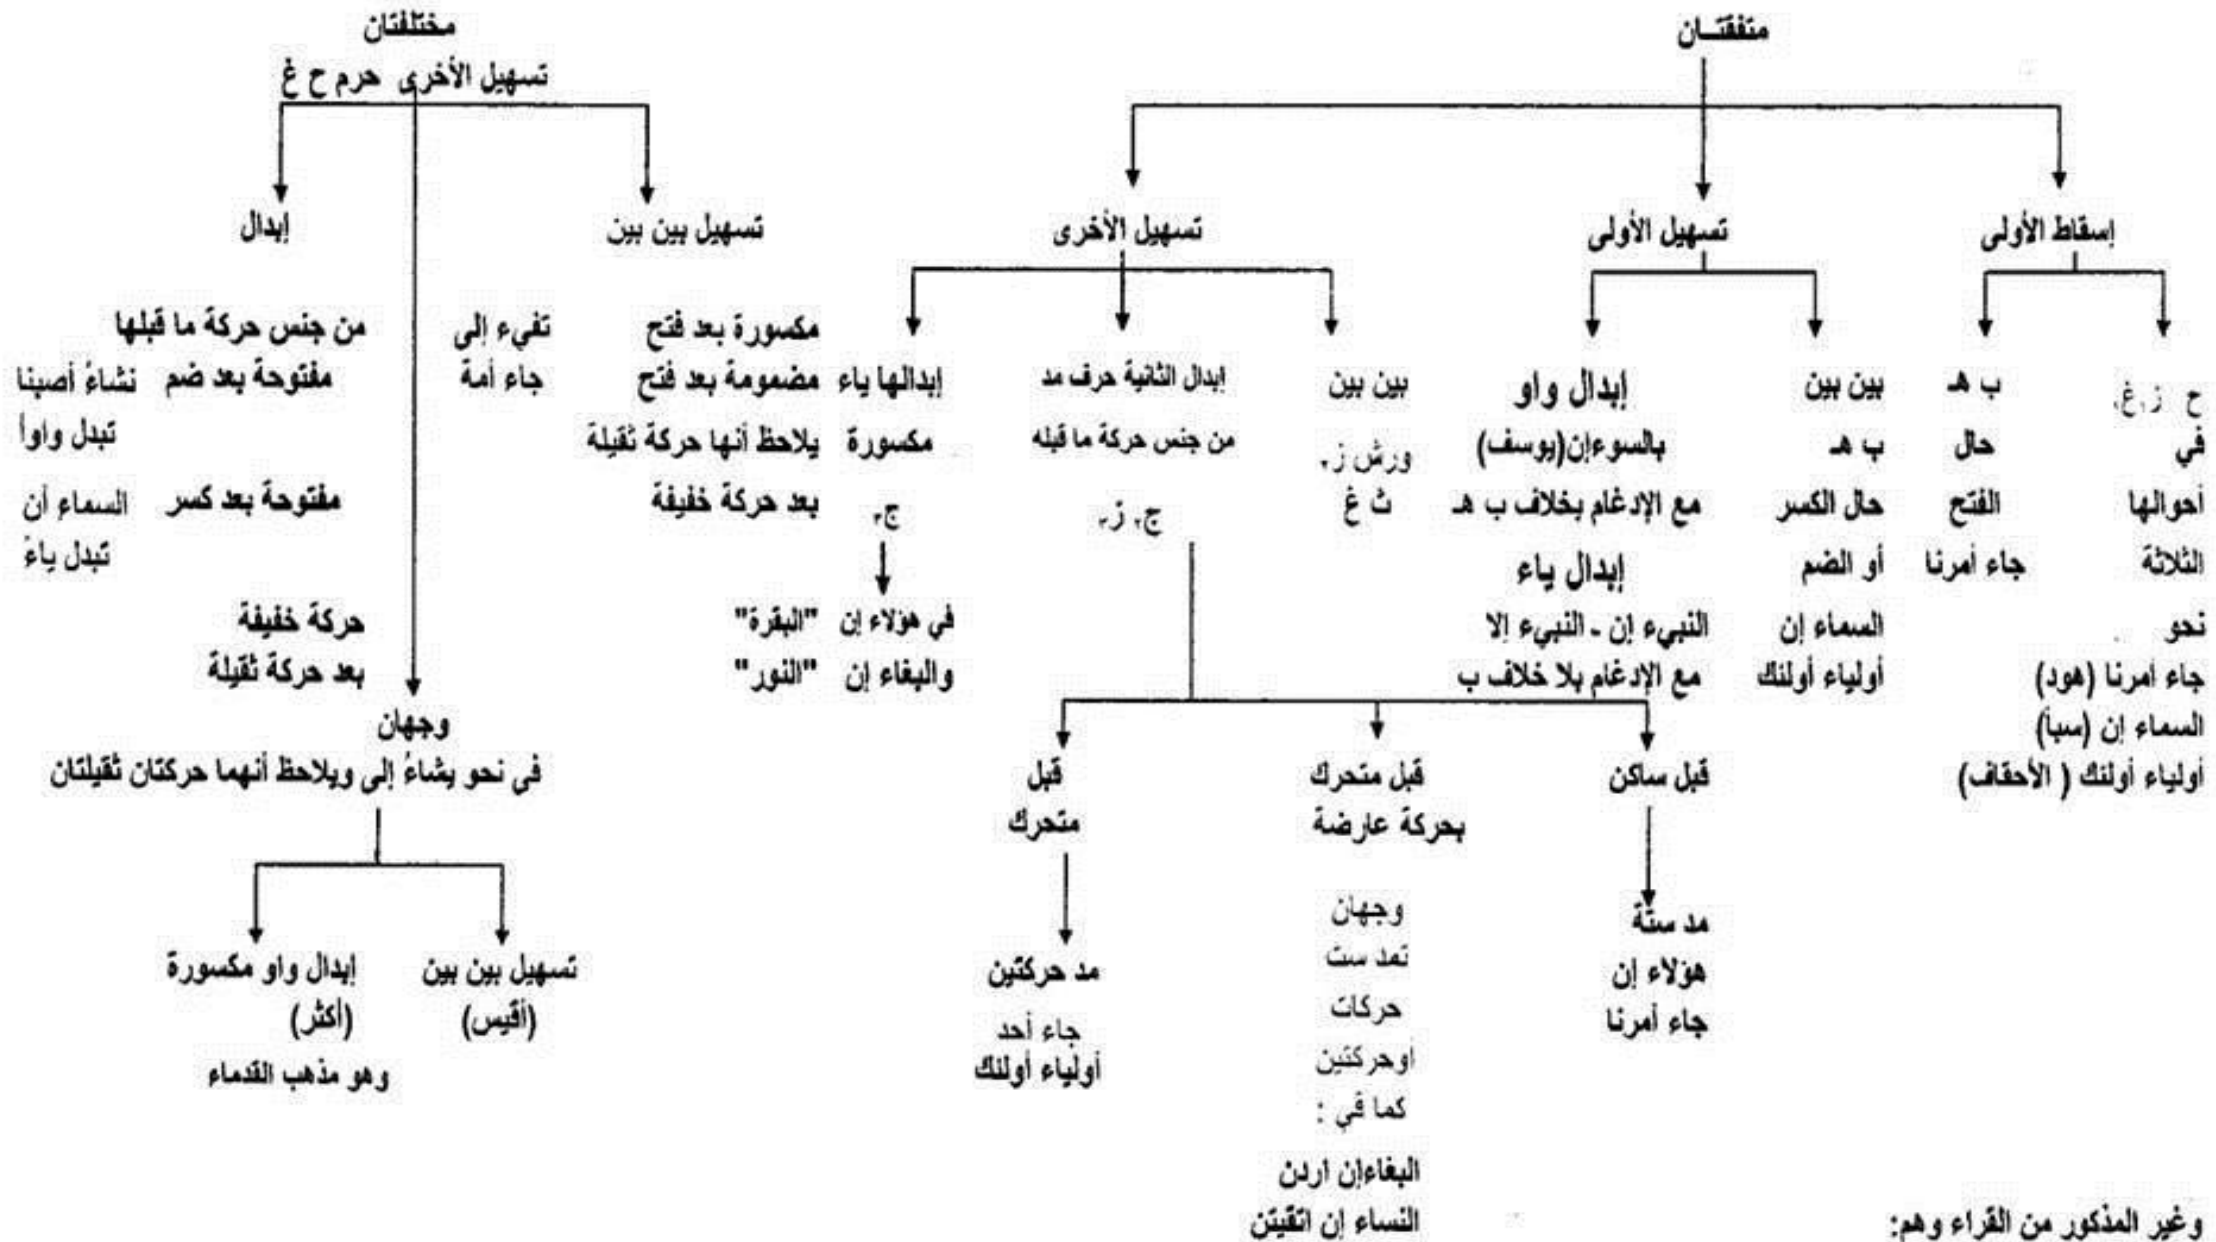 متفقتان
إسقاط الأولى
ح ز١ غ١
في
أحوالها
الثلاثة
نحو
جاء أمرنا (هود)
السماء إن (سبأ)
أولياء أولئك (الأحقاف)
ب هـ
حال
الفتح
جاء أمرنا
تسهيل الأولى
بين بين
ب هـ
حال الكسر
أو الضم
السماء إن
أولياء أولئك
إبدال واو
بالسوءإن(يوسف)
مع الإدغام بخلاف ب هـ
إبدال ياء
النبيء إن - النبيء إلا
مع الإدغام بلا خلاف ب
تسهيل الأخرى
بين بين
ورش ز٢
ث غ
إبدال الثانية حرف مد
من جنس حركة ما قبله
ج٢ ز٣
قبل ساكن
مد ستة
هؤلاء إن
جاء أمرنا
قبل متحرك
بحركة عارضة
وجهان
تمد ست
حركات
أوحركتين
كما في :
البغاءإن اردن
النساء إن اتقيتن
قبل
متحرك
مد حركتين
جاء أحد
أولياء أولئك
إبدالها ياء
مكسورة
ج٣
في هؤلاء إن "البقرة"
والبغاء إن "النور"
مختلفتان
تسهيل الأخرى حرم ح غ
تسهيل بين بين
مكسورة بعد فتح تفيء إلى
مضمومة بعد فتح جاء أمة
يلاحظ أنها حركة ثقيلة
بعد حركة خفيفة
إبدال
من جنس حركة ما قبلها
مفتوحة بعد ضم نشاءُ أصبنا
تبدل واوا
مفتوحة بعد كسر السماءِ أن
تبدل ياءً
حركة خفيفة
بعد حركة ثقيلة
وجهان
في نحو يشاءُ إلى ويلاحظ أنهما حركتان ثقيلتان
تسهيل بين بين
(أقيس)
إبدال واو مكسورة
(أكثر)
وهو مذهب القدماء
وغير المذكور من القراء وهم: